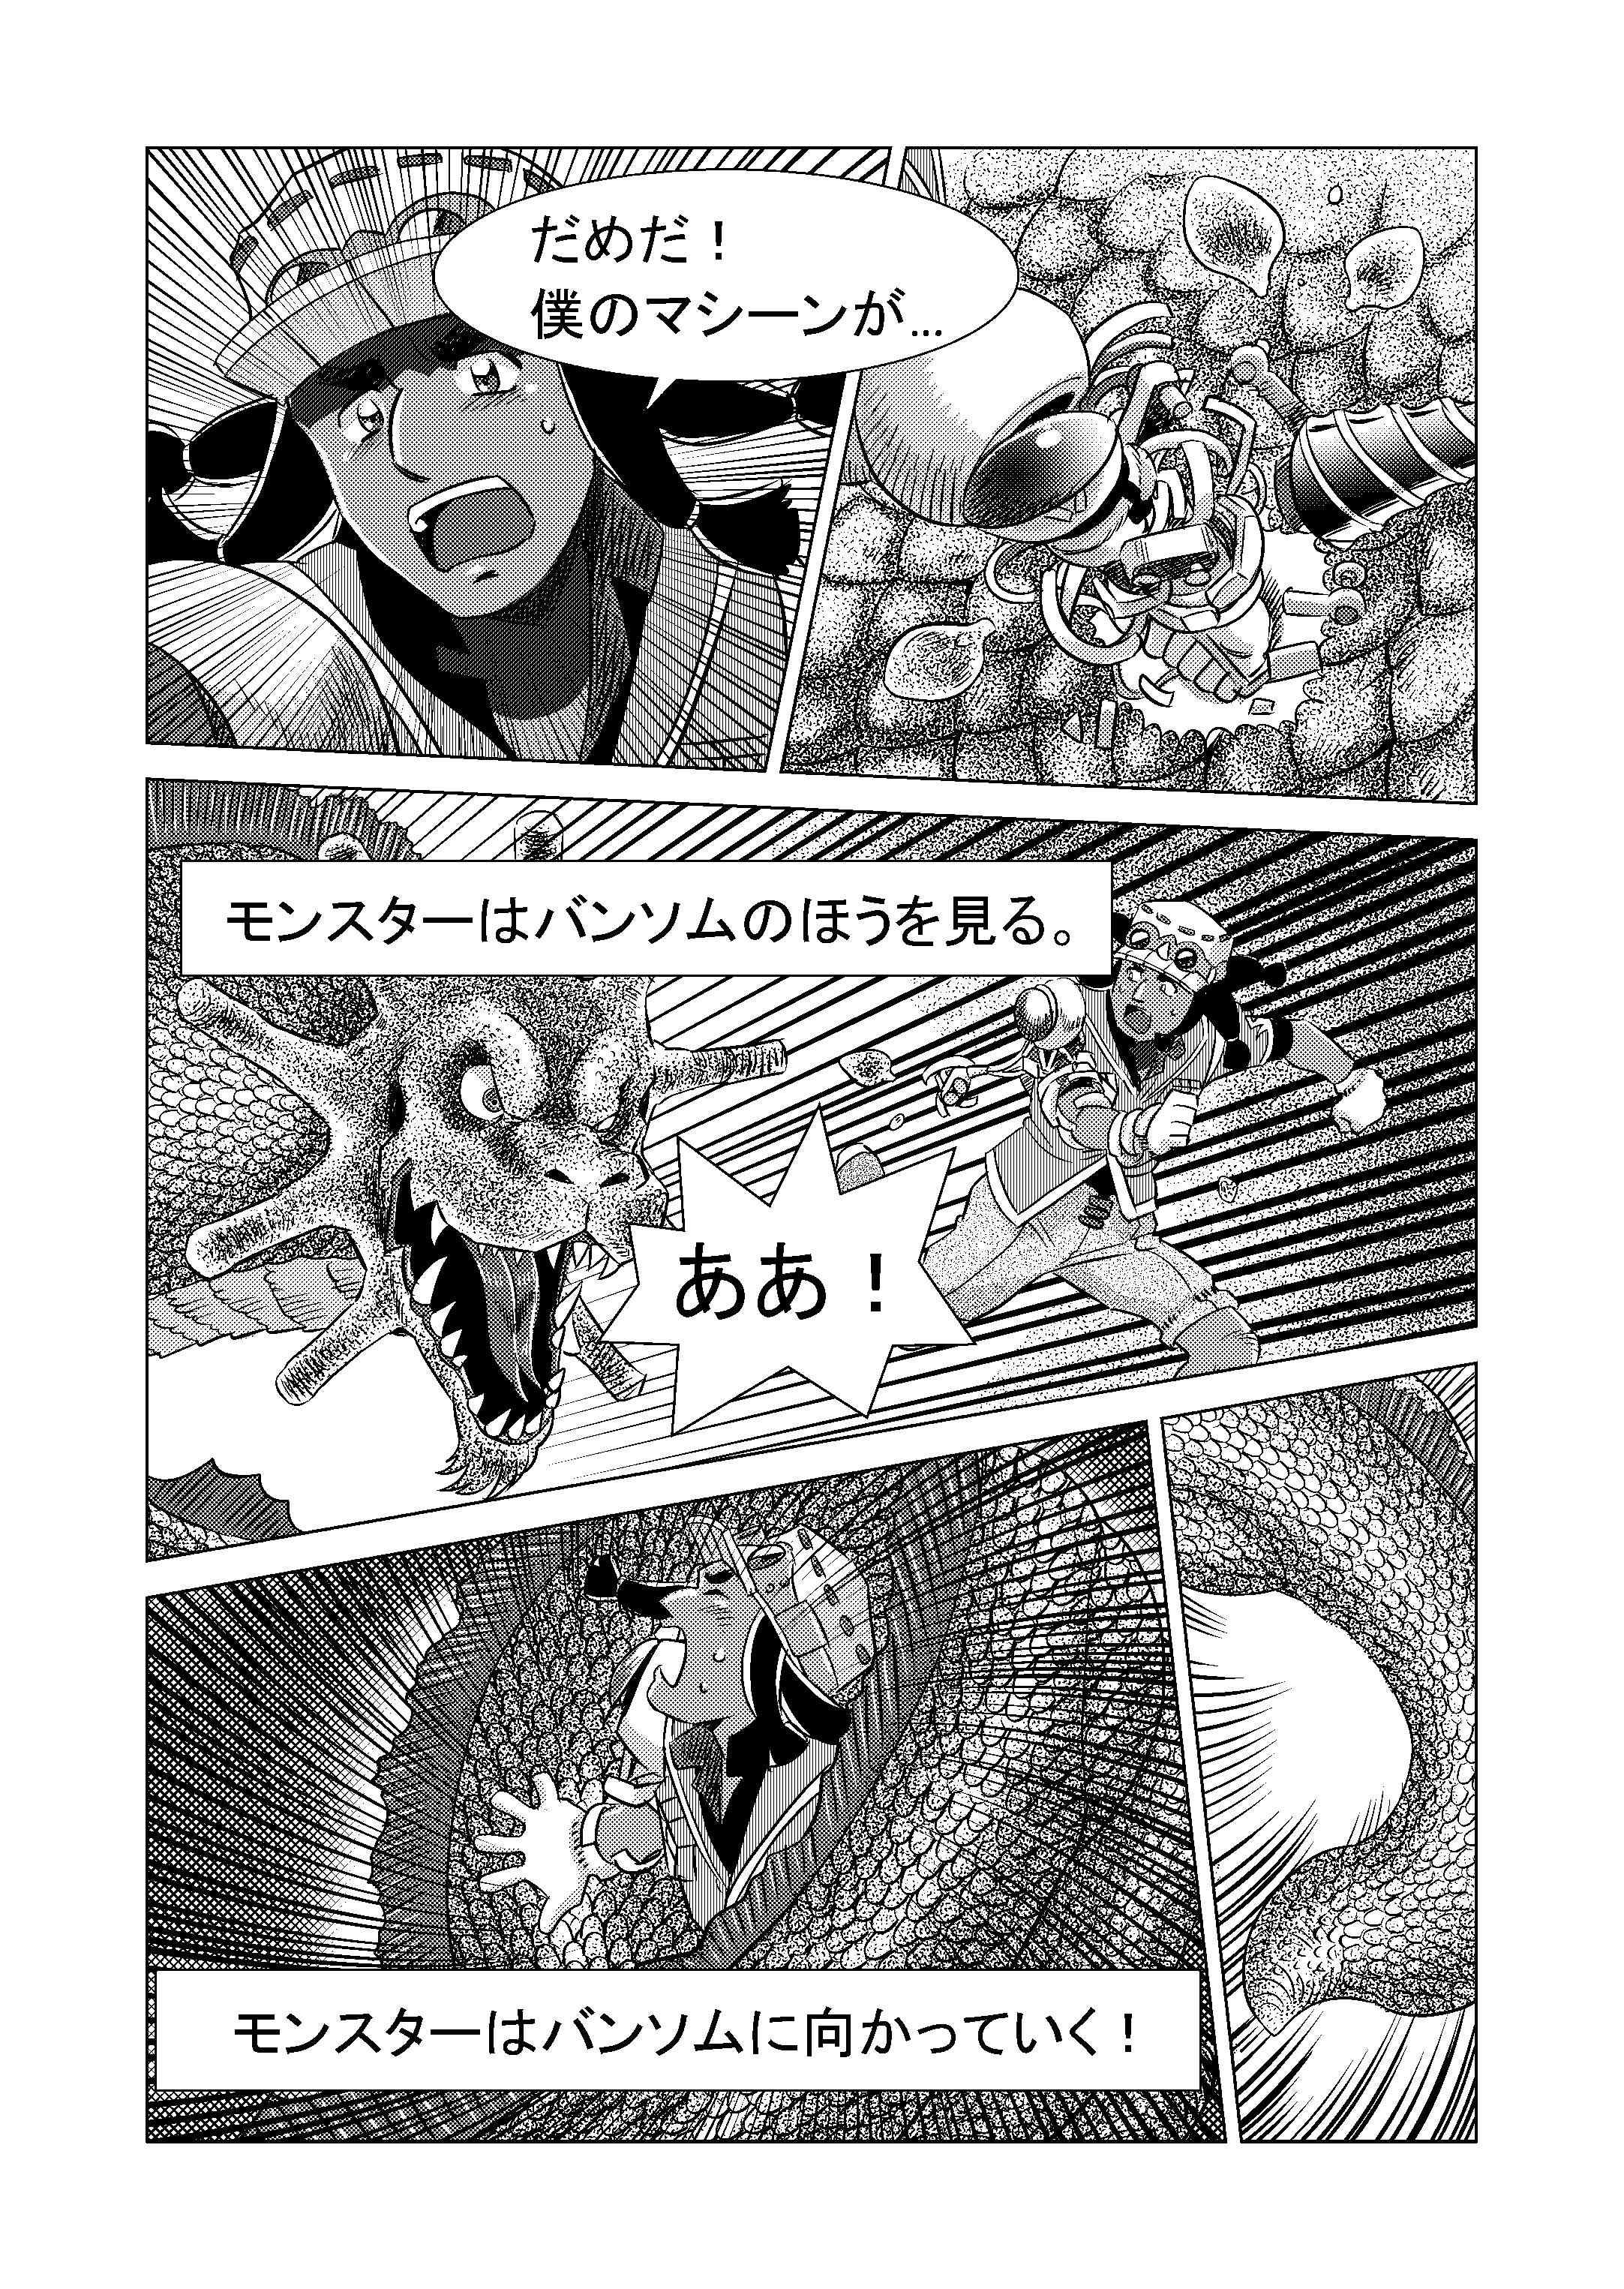 だめだ！
僕のマシーンが...
モンスターはバンソムのほうを見る。
ああ！
モンスターはバンソムに向かっていく！